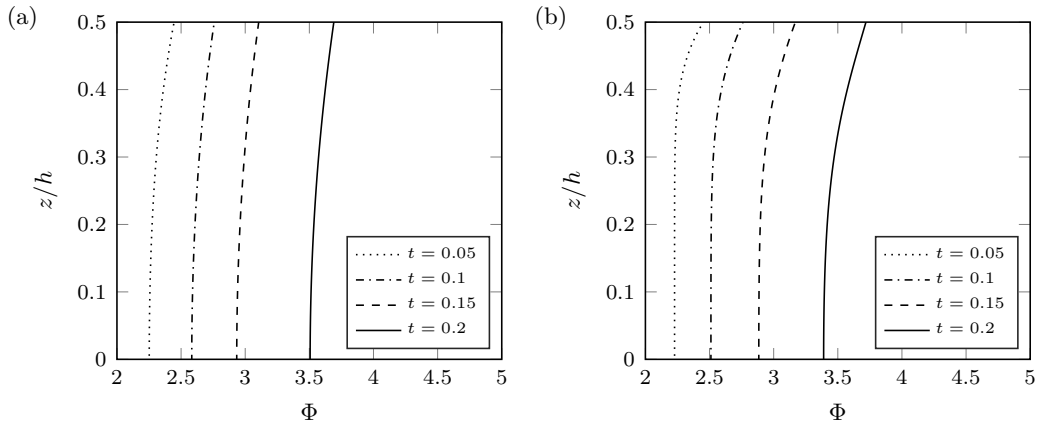 (a)
0.5
0.4
0.3
0.2
0.1
0
z/h
2 2.5 3 3.5 4 4.5 5
Φ
t = 0.05
t = 0.1
t = 0.15
t = 0.2
(b)
0.5
0.4
0.3
0.2
0.1
0
z/h
2 2.5 3 3.5 4 4.5 5
Φ
t = 0.05
t = 0.1
t = 0.15
t = 0.2